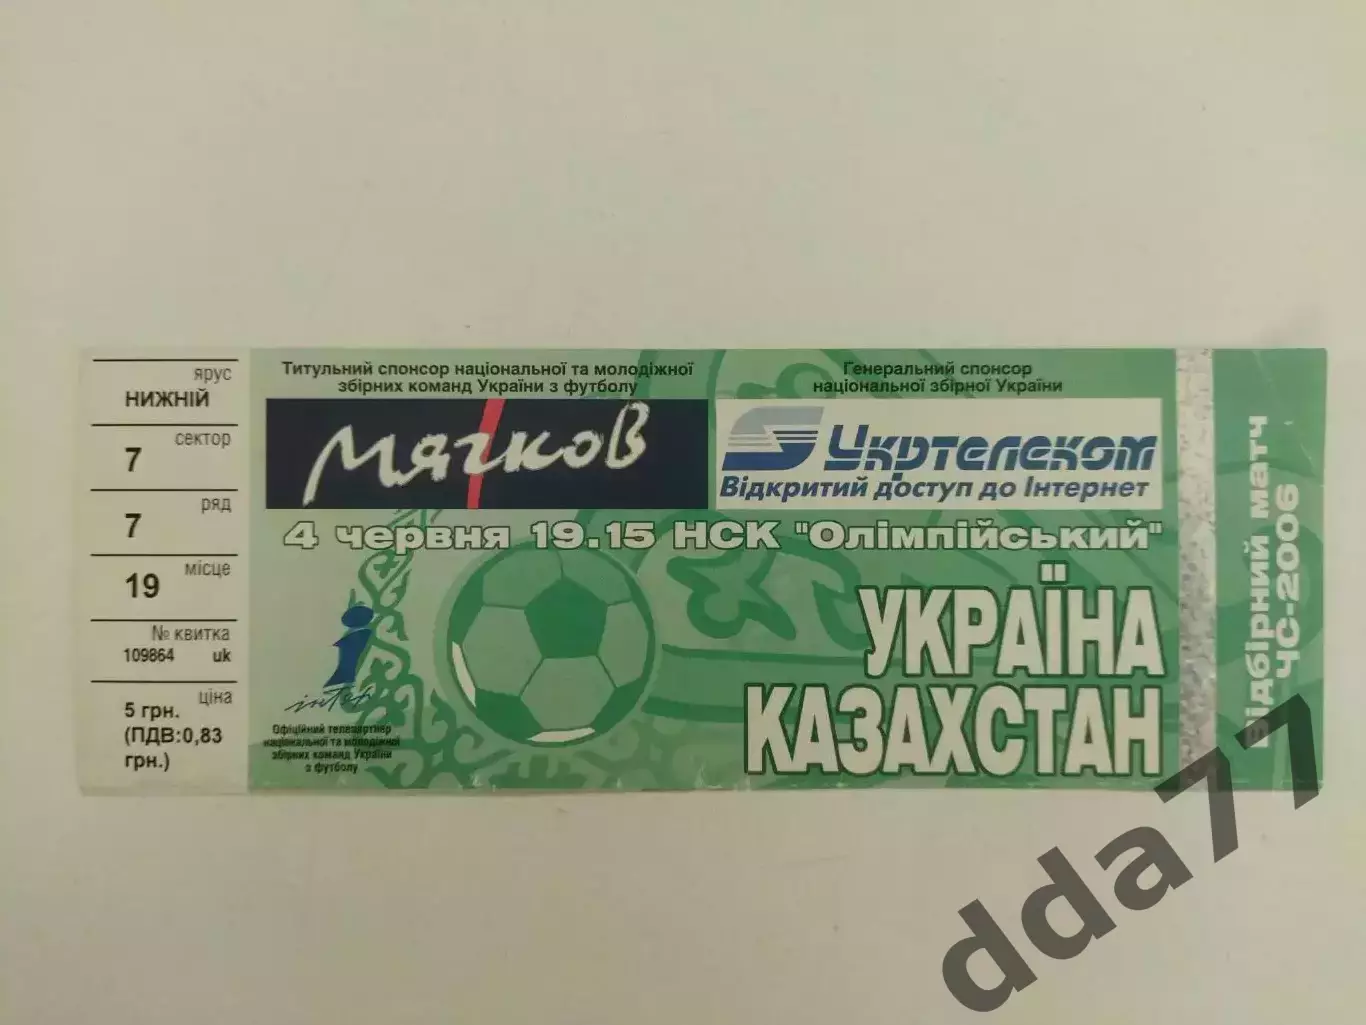 ярус
НИЖНІЙ
сектор
7
ряд
7
місце
19
№ квитка
109864 uk
ціна
5 грн.
(ПДВ:0,83
грн.)
Титульний спонсор національної та молодіжної
збірних команд України з футболу
Мягков
Генеральний спонсор
національної збірної України
Укртелеком
Відкритий доступ до Інтернет
4 червня 19.15 НСК "Олімпійський"
УКРАЇНА
КАЗАХСТАН
інтер
Офіційний телепартнер
національної та молодіжної
збірних команд України
з футболу
Відбірний матч
ЧС-2006
dda77